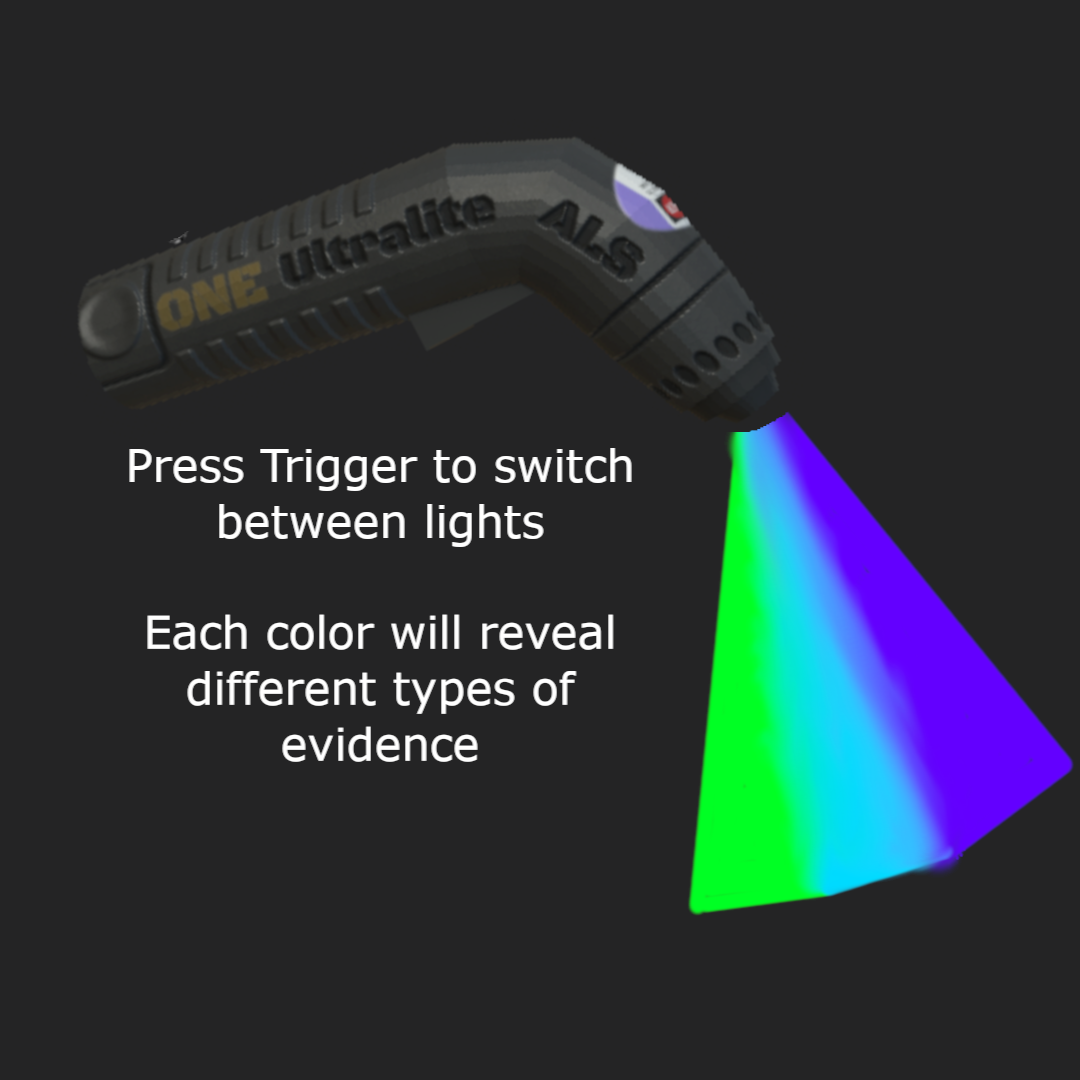 ONE ultralite ALS
Press Trigger to switch
between lights
Each color will reveal
different types of
evidence